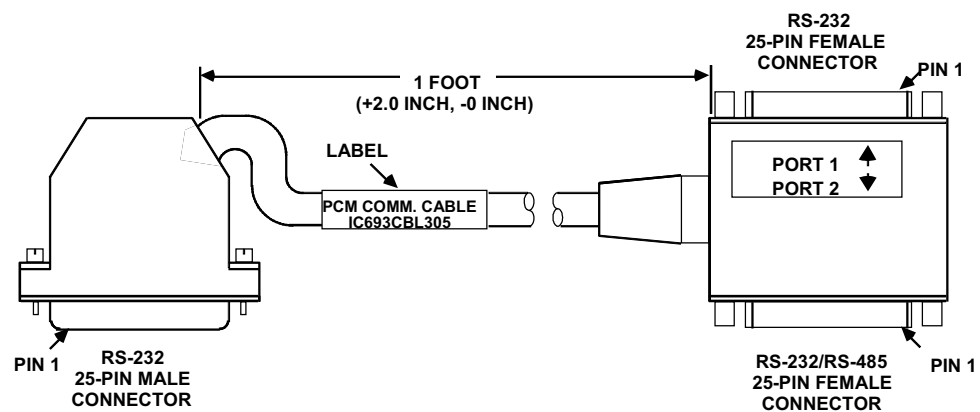 RS-232
25-PIN FEMALE
CONNECTOR
PIN 1
1 FOOT
(+2.0 INCH, -0 INCH)
LABEL
PORT 1
PORT 2
PCM COMM. CABLE
IC693CBL305
PIN 1
RS-232
25-PIN MALE
CONNECTOR
RS-232/RS-485
25-PIN FEMALE
CONNECTOR
PIN 1